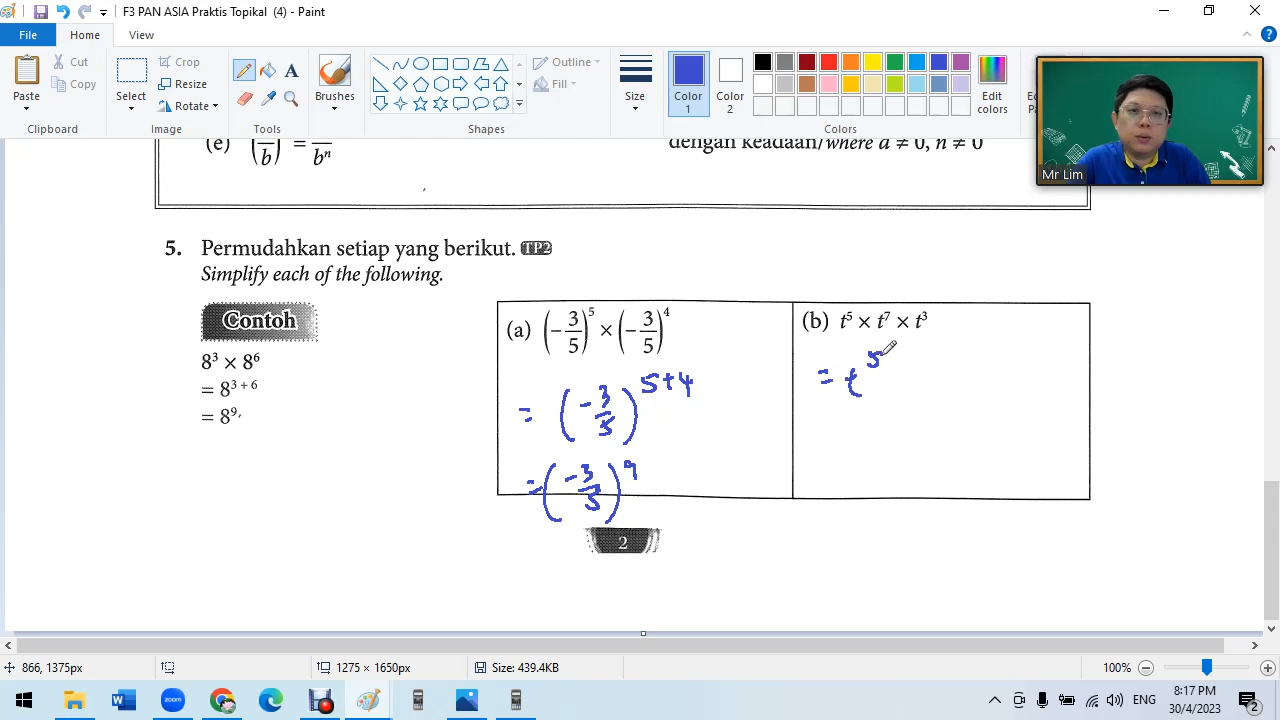 F3 PAN ASIA Praktis Topikal (4) - Paint
File Home View
Paste Cut Copy Clipboard
Select Crop Resize Rotate Image
Tools
Brushes
Outline Fill Shapes
Size
Color 1 Color 2 Edit colors Colors
Mr Lim
(e) (/b) = /bⁿ
dengan keadaan/where a ≠ 0, n ≠ 0
5. Permudahkan setiap yang berikut. TP2
Simplify each of the following.
Contoh
8³ × 8⁶
= 8³ ⁺ ⁶
= 8⁹
(a) (−3/5)⁵ × (−3/5)⁴
= (−3/5)⁵⁺⁴
= (−3/5)⁹
(b) t⁵ × t⁷ × t³
= t⁵
2
866, 1375px 1275 × 1650px Size: 439.4KB 100%
zoom
ENG 8:17 PM
30/4/2023 2